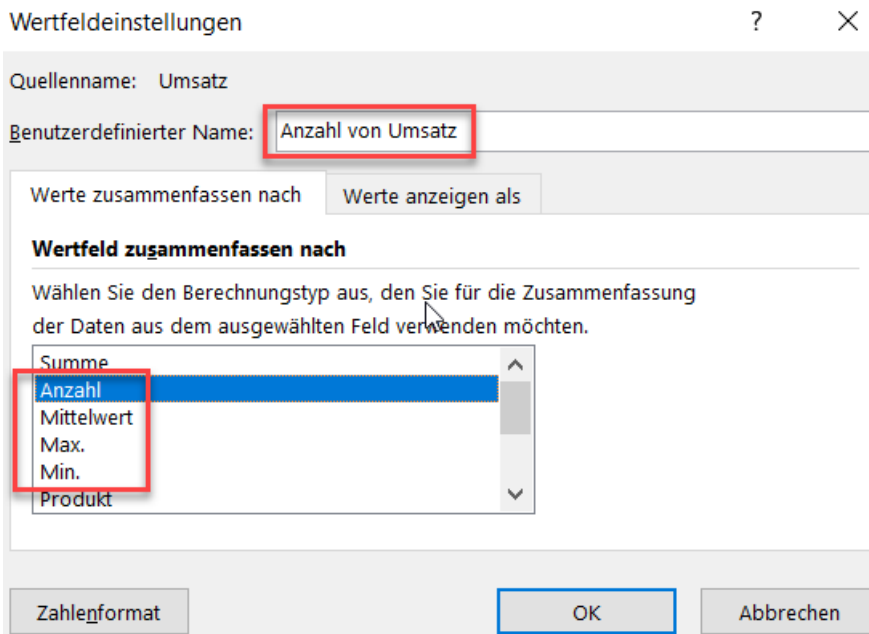 Wertfeldeinstellungen ? ✕
Quellenname: Umsatz
Benutzerdefinierter Name: Anzahl von Umsatz
Werte zusammenfassen nach Werte anzeigen als
Wertfeld zusammenfassen nach
Wählen Sie den Berechnungstyp aus, den Sie für die Zusammenfassung
der Daten aus dem ausgewählten Feld verwenden möchten.
Summe
Anzahl
Mittelwert
Max.
Min.
Produkt
Zahlenformat OK Abbrechen